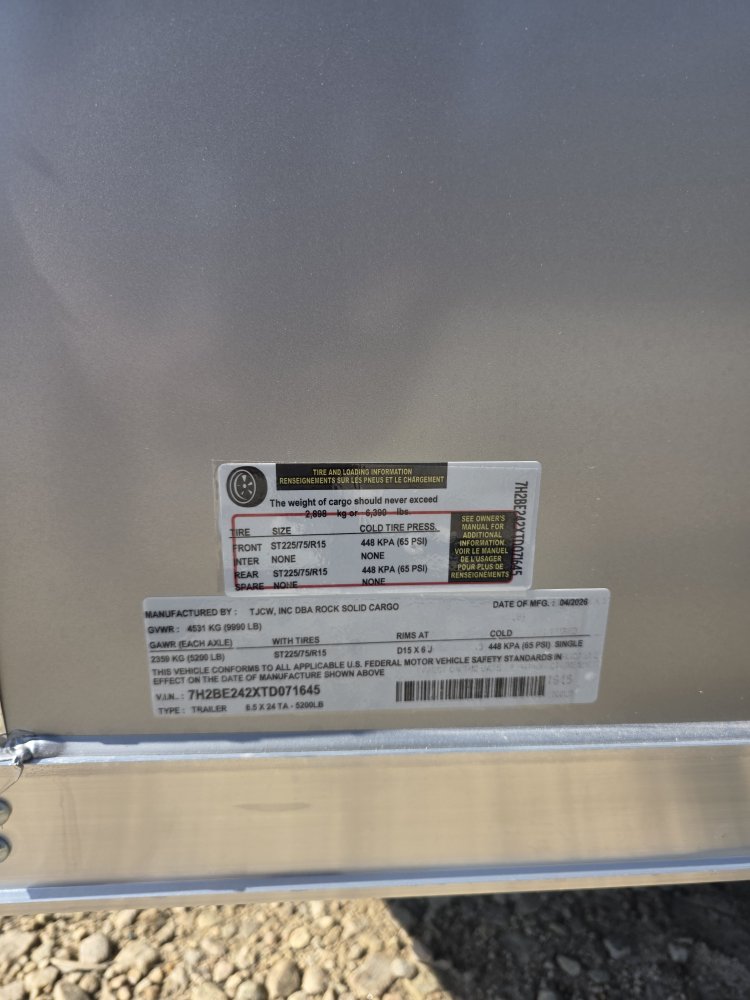 TIRE AND LOADING INFORMATION
RENSEIGNEMENTS SUR LES PNEUS ET LE CHARGEMENT
The weight of cargo should never exceed
2,898 kg or 6,390 lbs.
TIRE SIZE COLD TIRE PRESS.
FRONT ST225/75/R15 448 KPA (65 PSI)
NTER NONE NONE
REAR ST225/75/R15 448 KPA (65 PSI)
SPARE NONE NONE
SEE OWNER'S
MANUAL FOR
ADDITIONAL
INFORMATION
VOIR LE MANUEL
DE L'USAGER
POUR PLUS DE
RENSEIGNEMENTS
7H2BE242XTD071645
MANUFACTURED BY : TJCW, INC DBA ROCK SOLID CARGO DATE OF MFG. : 04/2026
GVWR : 4531 KG (9990 LB)
GAWR (EACH AXLE) WITH TIRES RIMS AT COLD
2359 KG (5200 LB) ST225/75/R15 D15 X 6 J 448 KPA (65 PSI) SINGLE
THIS VEHICLE CONFORMS TO ALL APPLICABLE U.S. FEDERAL MOTOR VEHICLE SAFETY STANDARDS IN
EFFECT ON THE DATE OF MANUFACTURE SHOWN ABOVE
V.I.N. : 7H2BE242XTD071645
TYPE : TRAILER 8.5 X 24 TA - 5200LB